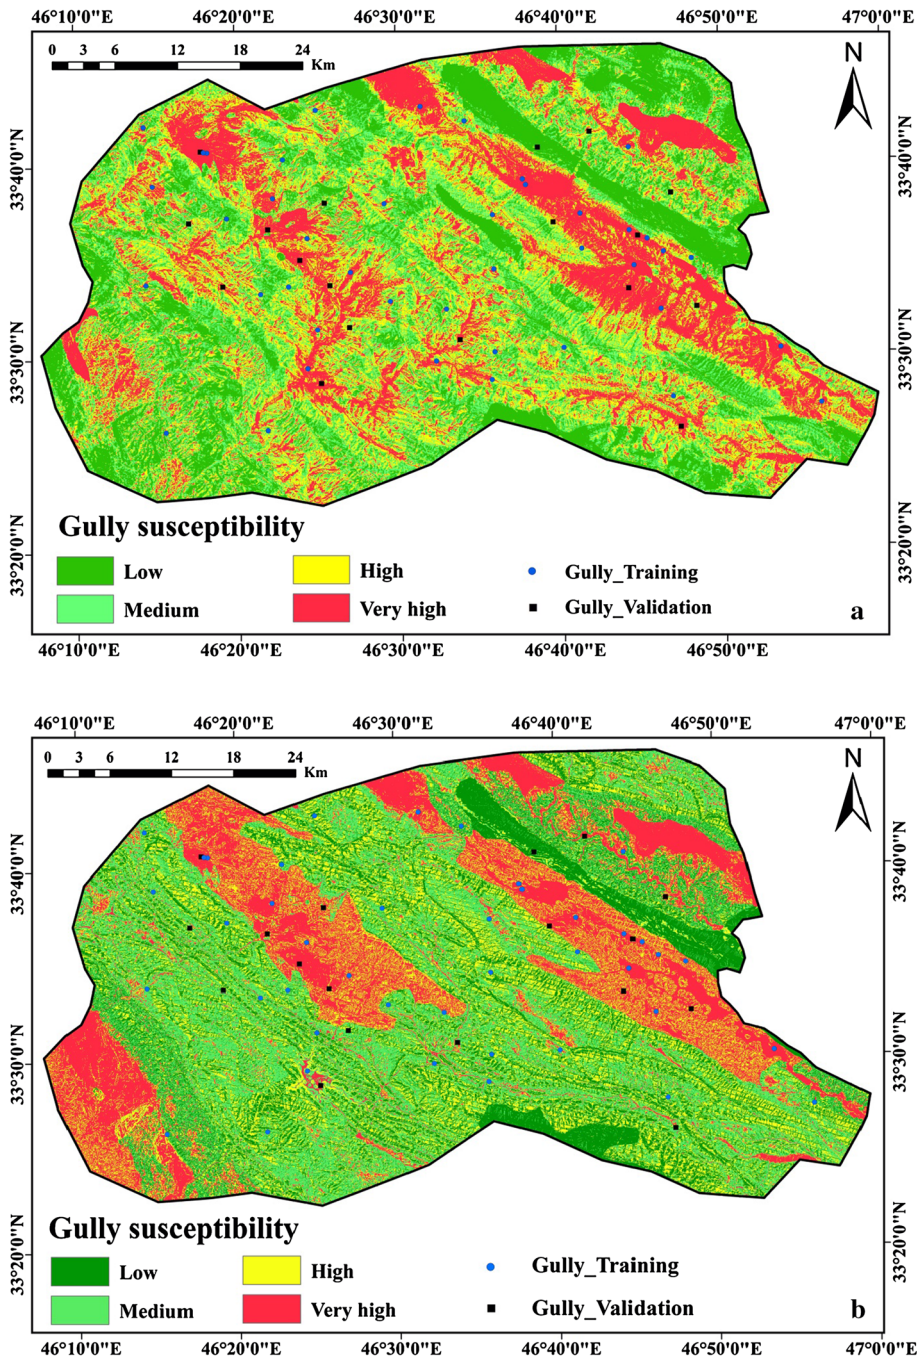 46°10'0"E 46°20'0"E 46°30'0"E 46°40'0"E 46°50'0"E 47°0'0"E
0 3 6 12 18 24
Km
N
33°40'0"N 33°40'0"N
33°30'0"N 33°30'0"N
33°20'0"N 33°20'0"N
Gully susceptibility
Low High Gully_Training
Medium Very high Gully_Validation
a
46°10'0"E 46°20'0"E 46°30'0"E 46°40'0"E 46°50'0"E
46°10'0"E 46°20'0"E 46°30'0"E 46°40'0"E 46°50'0"E 47°0'0"E
0 3 6 12 18 24
Km
N
33°40'0"N 33°40'0"N
33°30'0"N 33°30'0"N
33°20'0"N 33°20'0"N
Gully susceptibility
Low High Gully_Training
Medium Very high Gully_Validation
b
46°10'0"E 46°20'0"E 46°30'0"E 46°40'0"E 46°50'0"E 47°0'0"E